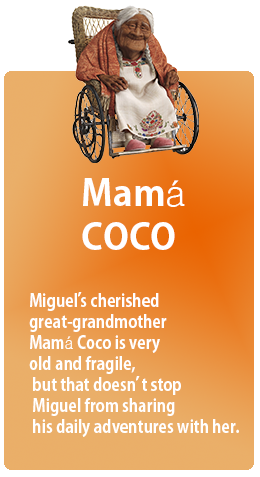 Mamá
COCO
Miguel´s cherished
great-grandmother
Mamá Coco is very
old and fragile,
but that doesn´t stop
Miguel from sharing
his daily adventures with her.